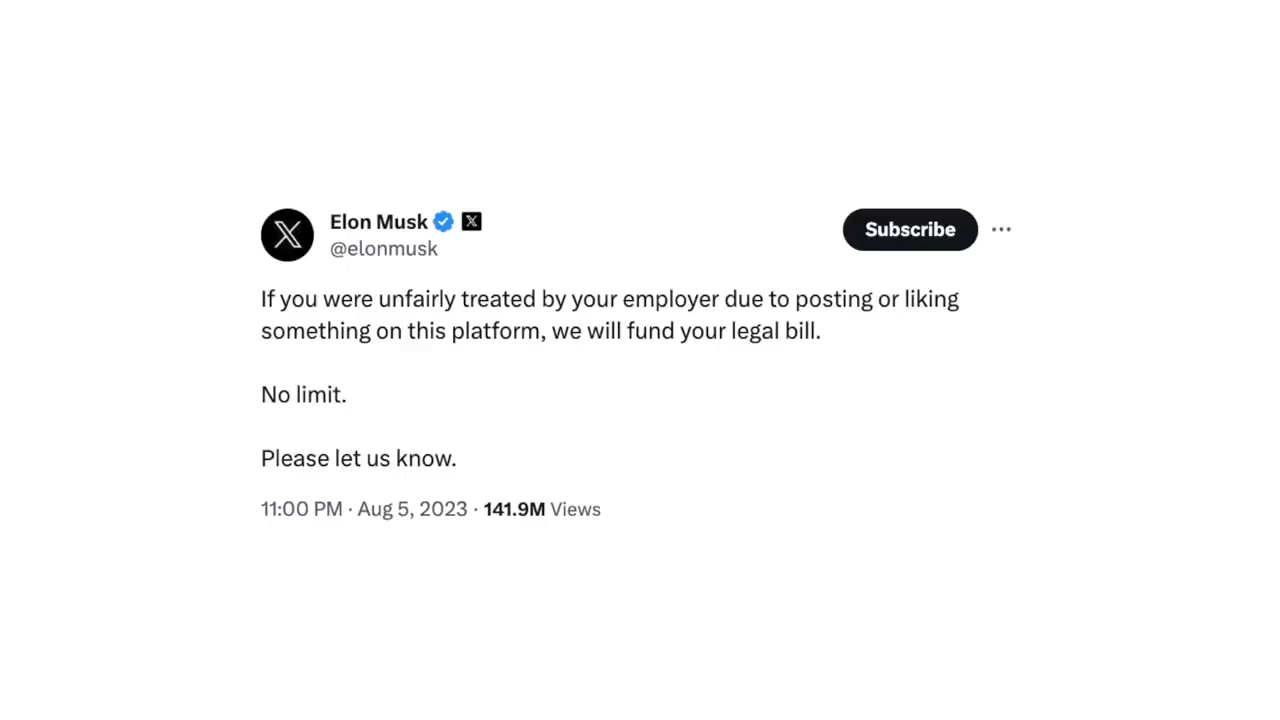 Elon Musk
@elonmusk
Subscribe
If you were unfairly treated by your employer due to posting or liking
something on this platform, we will fund your legal bill.
No limit.
Please let us know.
11:00 PM · Aug 5, 2023 · 141.9M Views